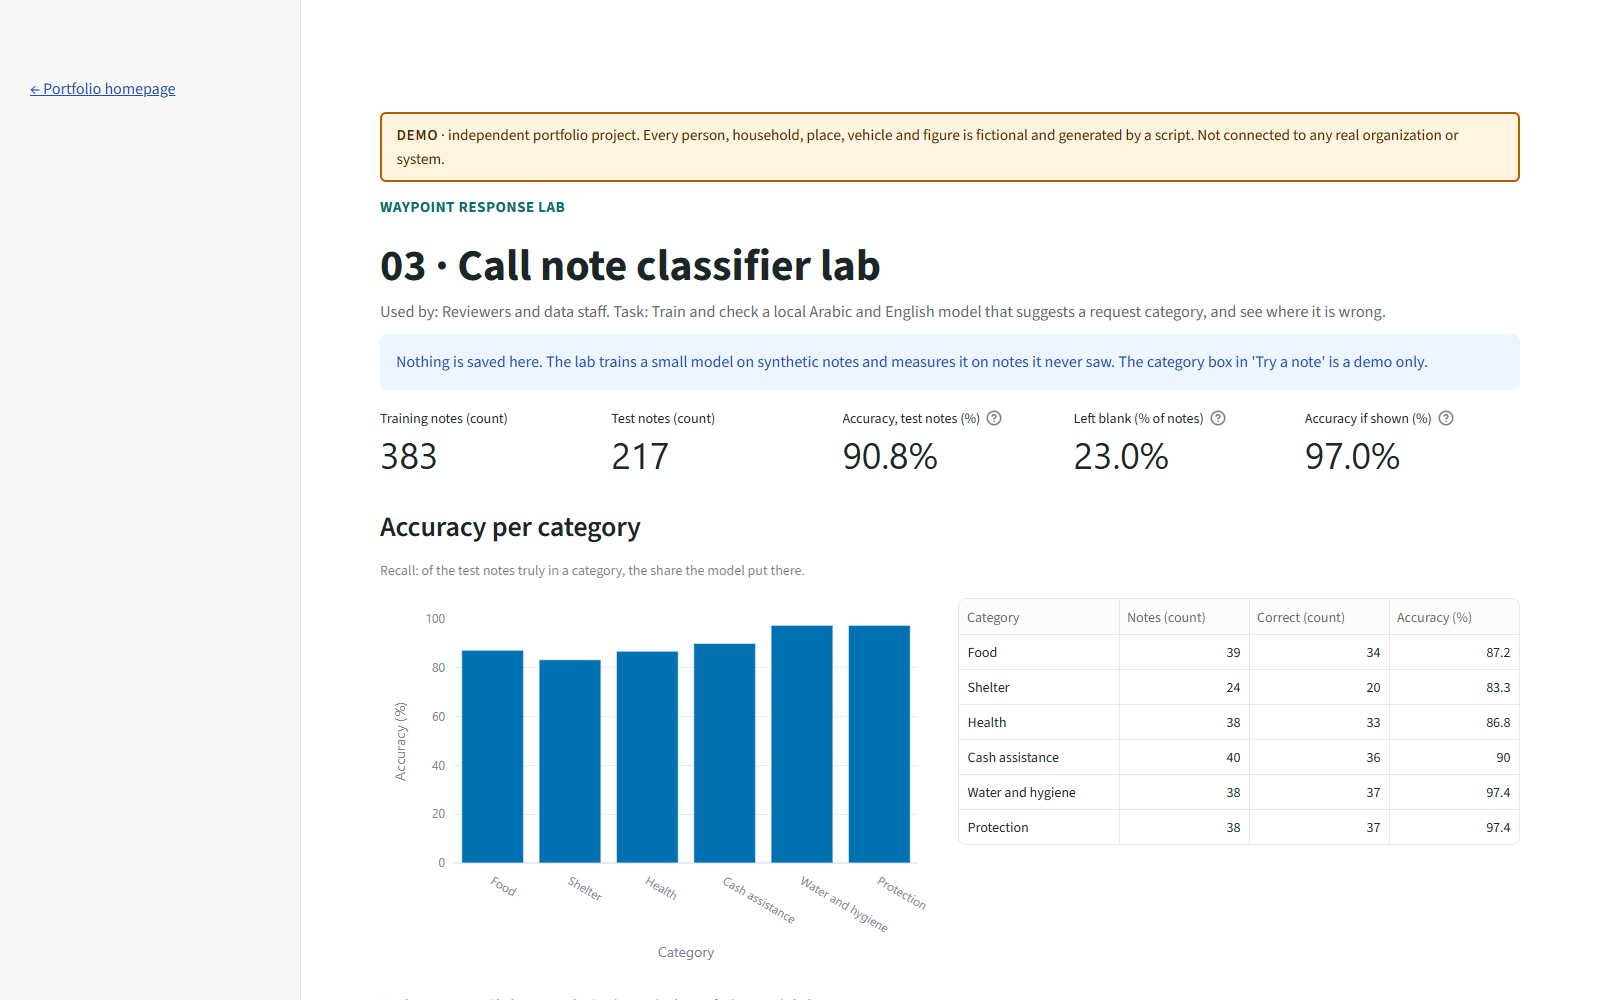 ← Portfolio homepage
DEMO · independent portfolio project. Every person, household, place, vehicle and figure is fictional and generated by a script. Not connected to any real organization or
system.
WAYPOINT RESPONSE LAB
03 · Call note classifier lab
Used by: Reviewers and data staff. Task: Train and check a local Arabic and English model that suggests a request category, and see where it is wrong.
Nothing is saved here. The lab trains a small model on synthetic notes and measures it on notes it never saw. The category box in 'Try a note' is a demo only.
Training notes (count) Test notes (count) Accuracy, test notes (%) ? Left blank (% of notes) ? Accuracy if shown (%) ?
383 217 90.8% 23.0% 97.0%
Accuracy per category
Recall: of the test notes truly in a category, the share the model put there.
100
80
60
40
20
0
Accuracy (%)
Food Shelter Health Cash assistance Water and hygiene Protection
Category
Category Notes (count) Correct (count) Accuracy (%)
Food 39 34 87.2
Shelter 24 20 83.3
Health 38 33 86.8
Cash assistance 40 36 90
Water and hygiene 38 37 97.4
Protection 38 37 97.4